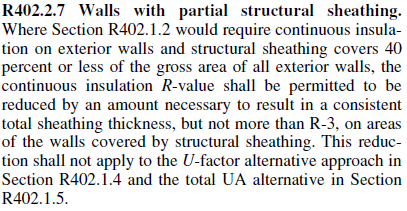 R402.2.7 Walls with partial structural sheathing.
Where Section R402.1.2 would require continuous insula-
tion on exterior walls and structural sheathing covers 40
percent or less of the gross area of all exterior walls, the
continuous insulation R-value shall be permitted to be
reduced by an amount necessary to result in a consistent
total sheathing thickness, but not more than R-3, on areas
of the walls covered by structural sheathing. This reduc-
tion shall not apply to the U-factor alternative approach in
Section R402.1.4 and the total UA alternative in Section
R402.1.5.